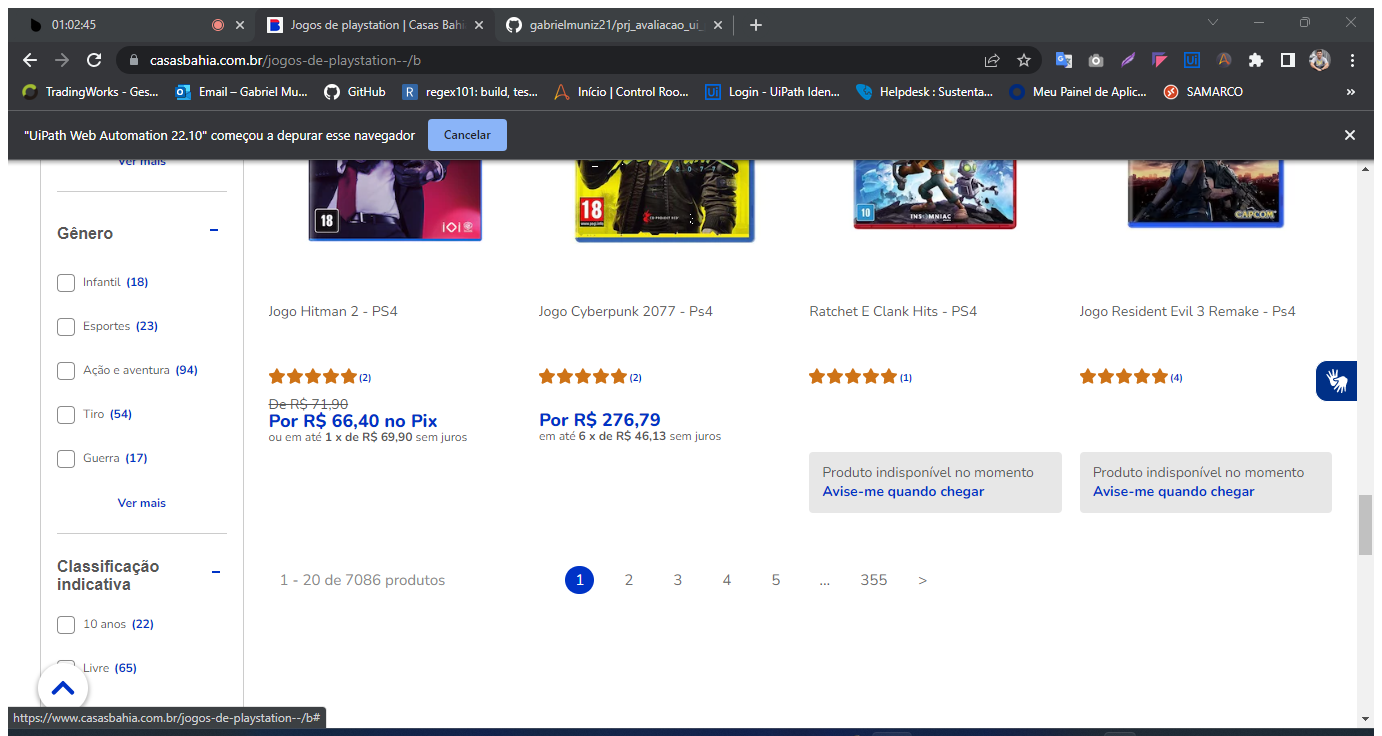 01:02:45
Jogos de playstation | Casas Bahi
gabrielmuniz21/prj_avaliacao_ui_
casasbahia.com.br/jogos-de-playstation--/b
TradingWorks - Ges...
Email – Gabriel Mu...
GitHub
R regex101: build, tes...
Início | Control Roo...
Ui Login - UiPath Iden...
Helpdesk : Sustenta...
Meu Painel de Aplic...
SAMARCO
»
"UiPath Web Automation 22.10" começou a depurar esse navegador
Cancelar
Ver mais
Gênero
Infantil (18)
Esportes (23)
Ação e aventura (94)
Tiro (54)
Guerra (17)
Ver mais
Classificação
indicativa
10 anos (22)
Livre (65)
18
IOI
2077
18
CD PROJEKT RED
10
INSOMNIAC
CAPCOM
Jogo Hitman 2 - PS4
(2)
De R$ 71,90
Por R$ 66,40 no Pix
ou em até 1 x de R$ 69,90 sem juros
Jogo Cyberpunk 2077 - Ps4
(2)
Por R$ 276,79
em até 6 x de R$ 46,13 sem juros
Ratchet E Clank Hits - PS4
(1)
Produto indisponível no momento
Avise-me quando chegar
Jogo Resident Evil 3 Remake - Ps4
(4)
Produto indisponível no momento
Avise-me quando chegar
1 - 20 de 7086 produtos
1 2 3 4 5 ... 355 >
https://www.casasbahia.com.br/jogos-de-playstation--/b#